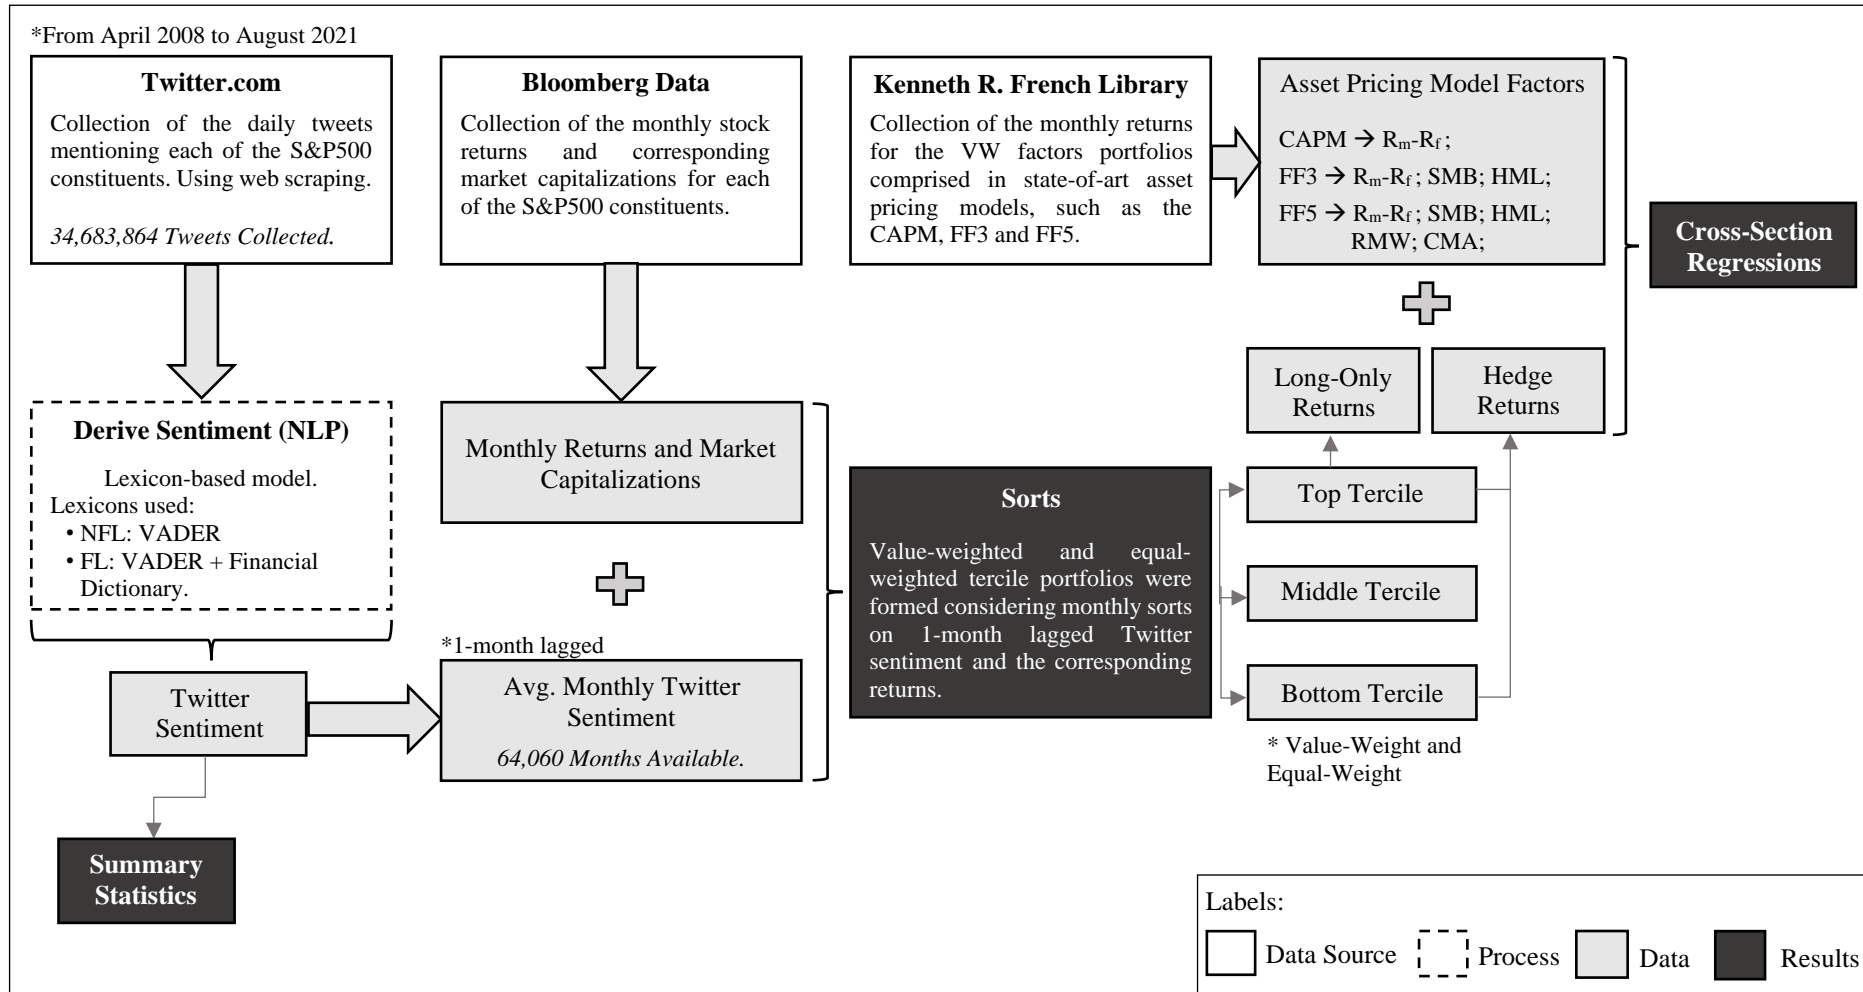 *From April 2008 to August 2021
Twitter.com
Collection of the daily tweets
mentioning each of the S&P500
constituents. Using web scraping.
34,683,864 Tweets Collected.
Bloomberg Data
Collection of the monthly stock
returns and corresponding
market capitalizations for each
of the S&P500 constituents.
Kenneth R. French Library
Collection of the monthly returns
for the VW factors portfolios
comprised in state-of-art asset
pricing models, such as the
CAPM, FF3 and FF5.
Asset Pricing Model Factors
CAPM → Rm-Rf ;
FF3 → Rm-Rf ; SMB; HML;
FF5 → Rm-Rf ; SMB; HML;
RMW; CMA;
Cross-Section
Regressions
Long-Only
Returns
Hedge
Returns
Derive Sentiment (NLP)
Lexicon-based model.
Lexicons used:
• NFL: VADER
• FL: VADER + Financial
Dictionary.
Monthly Returns and Market
Capitalizations
*1-month lagged
Avg. Monthly Twitter
Sentiment
64,060 Months Available.
Twitter
Sentiment
Summary
Statistics
Sorts
Value-weighted and equal-
weighted tercile portfolios were
formed considering monthly sorts
on 1-month lagged Twitter
sentiment and the corresponding
returns.
Top Tercile
Middle Tercile
Bottom Tercile
* Value-Weight and
Equal-Weight
Labels:
Data Source
Process
Data
Results